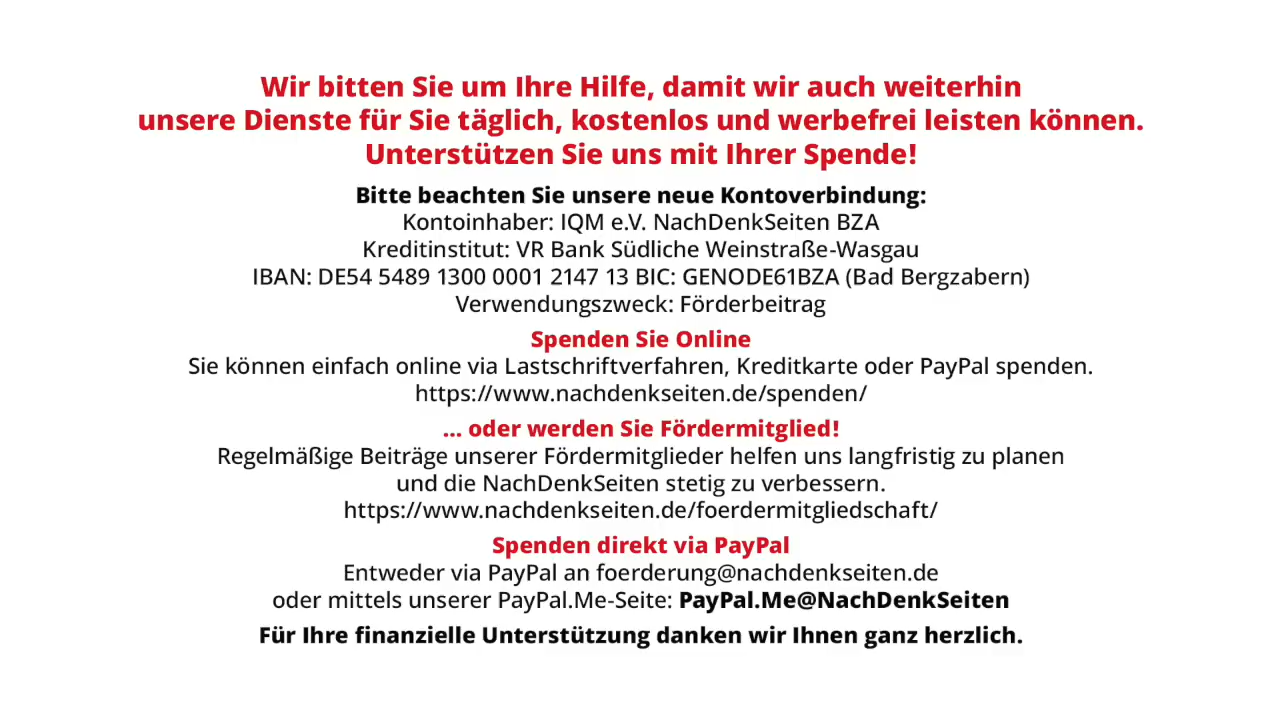 Wir bitten Sie um Ihre Hilfe, damit wir auch weiterhin
unsere Dienste für Sie täglich, kostenlos und werbefrei leisten können.
Unterstützen Sie uns mit Ihrer Spende!
Bitte beachten Sie unsere neue Kontoverbindung:
Kontoinhaber: IQM e.V. NachDenkSeiten BZA
Kreditinstitut: VR Bank Südliche Weinstraße-Wasgau
IBAN: DE54 5489 1300 0001 2147 13 BIC: GENODE61BZA (Bad Bergzabern)
Verwendungszweck: Förderbeitrag
Spenden Sie Online
Sie können einfach online via Lastschriftverfahren, Kreditkarte oder PayPal spenden.
https://www.nachdenkseiten.de/spenden/
... oder werden Sie Fördermitglied!
Regelmäßige Beiträge unserer Fördermitglieder helfen uns langfristig zu planen
und die NachDenkSeiten stetig zu verbessern.
https://www.nachdenkseiten.de/foerdermitgliedschaft/
Spenden direkt via PayPal
Entweder via PayPal an foerderung@nachdenkseiten.de
oder mittels unserer PayPal.Me-Seite: PayPal.Me@NachDenkSeiten
Für Ihre finanzielle Unterstützung danken wir Ihnen ganz herzlich.